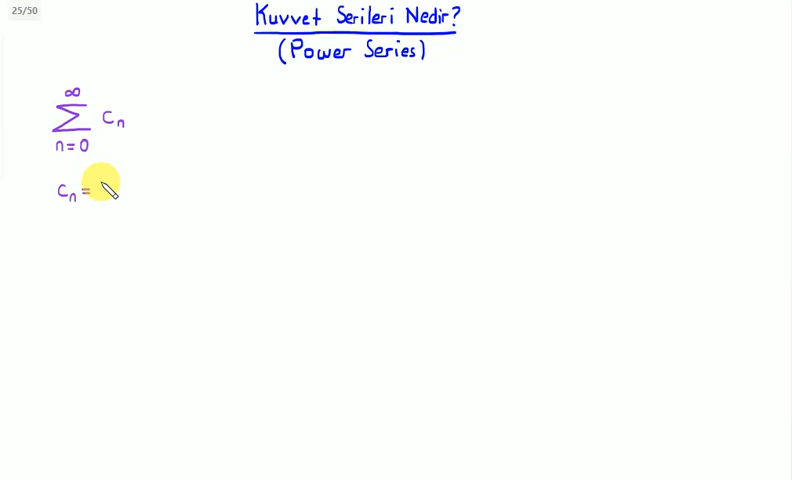 25/50
Kuvvet Serileri Nedir?
(Power Series)
∞
∑ cₙ
n=0
cₙ =